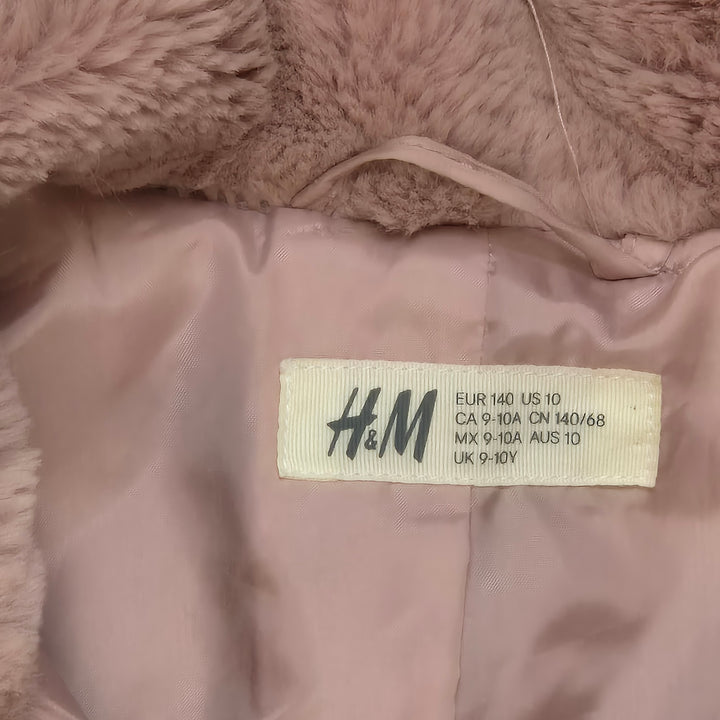 H&M
EUR 140 US 10
CA 9-10A CN 140/68
MX 9-10A AUS 10
UK 9-10Y